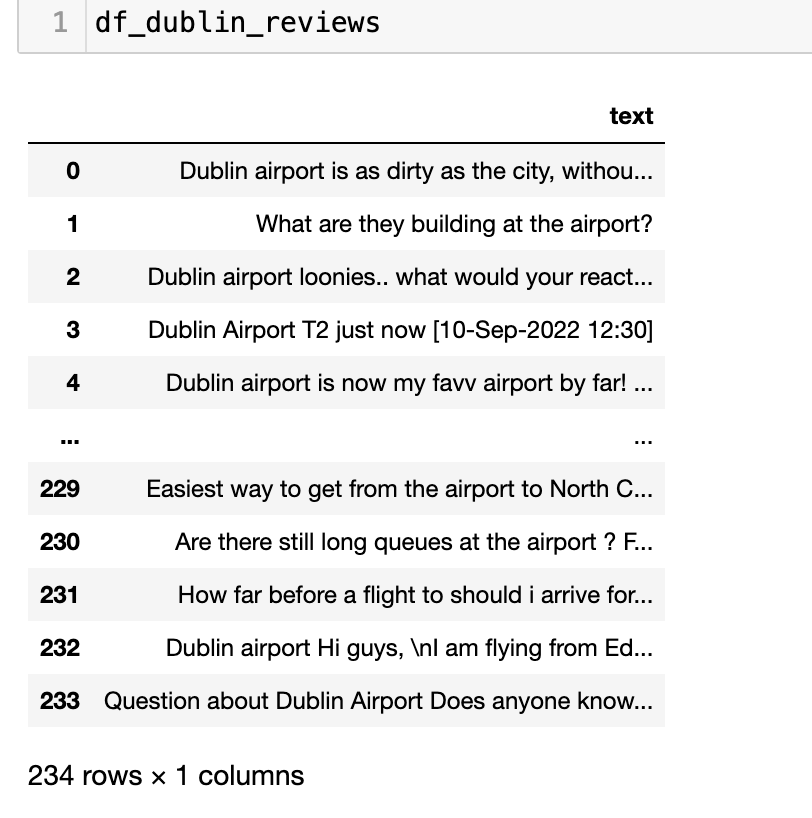 1 df_dublin_reviews
text
0 Dublin airport is as dirty as the city, withou...
1 What are they building at the airport?
2 Dublin airport loonies.. what would your react...
3 Dublin Airport T2 just now [10-Sep-2022 12:30]
4 Dublin airport is now my favv airport by far! ...
... ...
229 Easiest way to get from the airport to North C...
230 Are there still long queues at the airport ? F...
231 How far before a flight to should i arrive for...
232 Dublin airport Hi guys, \nI am flying from Ed...
233 Question about Dublin Airport Does anyone know...
234 rows × 1 columns